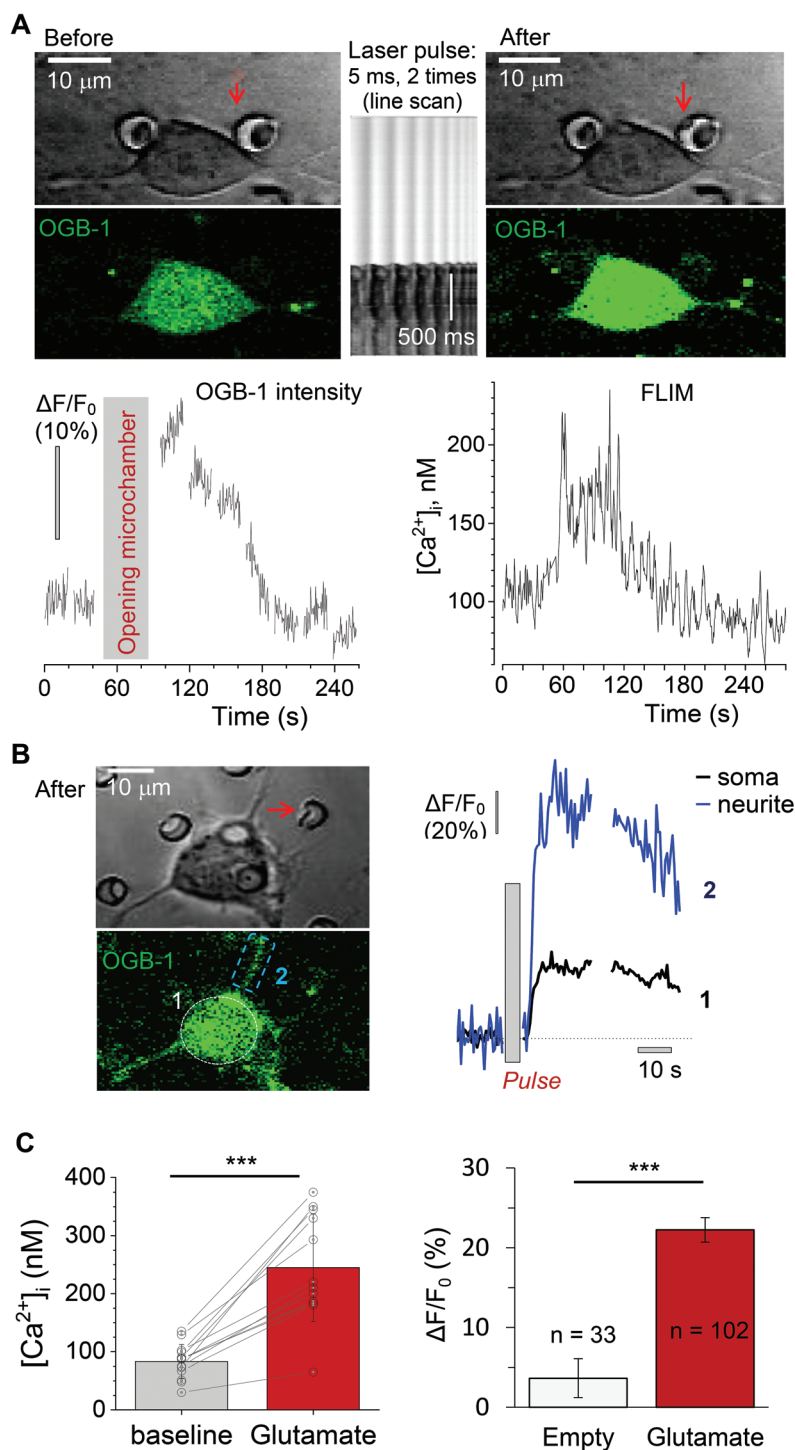 A
Before
10 µm
Laser pulse:
5 ms, 2 times
(line scan)
500 ms
After
10 µm
OGB-1
OGB-1
ΔF/F₀
(10%)
OGB-1 intensity
Opening microchamber
0 60 120 180 240
Time (s)
FLIM
[Ca²⁺]ᵢ, nM
200
150
100
0 60 120 180 240
Time (s)
B
After
10 µm
OGB-1
1
2
ΔF/F₀
(20%)
soma
neurite
2
1
Pulse
10 s
C
[Ca²⁺]ᵢ (nM)
400
300
200
100
0
***
baseline Glutamate
ΔF/F₀ (%)
30
20
10
0
***
n = 33
n = 102
Empty Glutamate